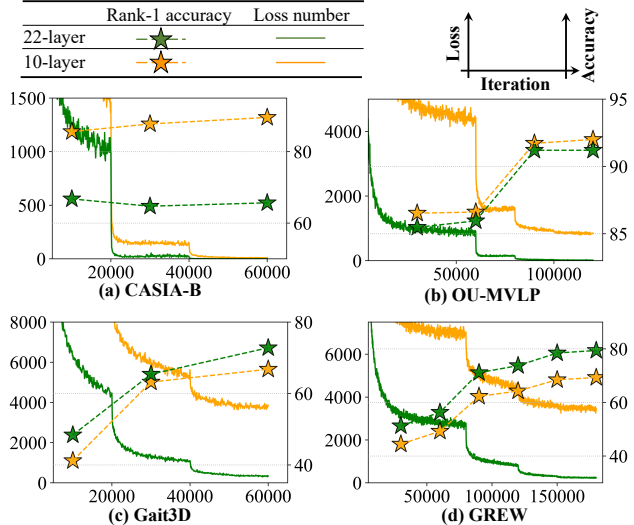 Rank-1 accuracy Loss number
22-layer
10-layer
Loss
Iteration
Accuracy
1500
1000
500
0
80
60
20000 40000 60000
(a) CASIA-B
4000
2000
0
95
90
85
50000 100000
(b) OU-MVLP
8000
6000
4000
2000
0
80
60
40
20000 40000 60000
(c) Gait3D
6000
4000
2000
0
80
60
40
50000 100000 150000
(d) GREW